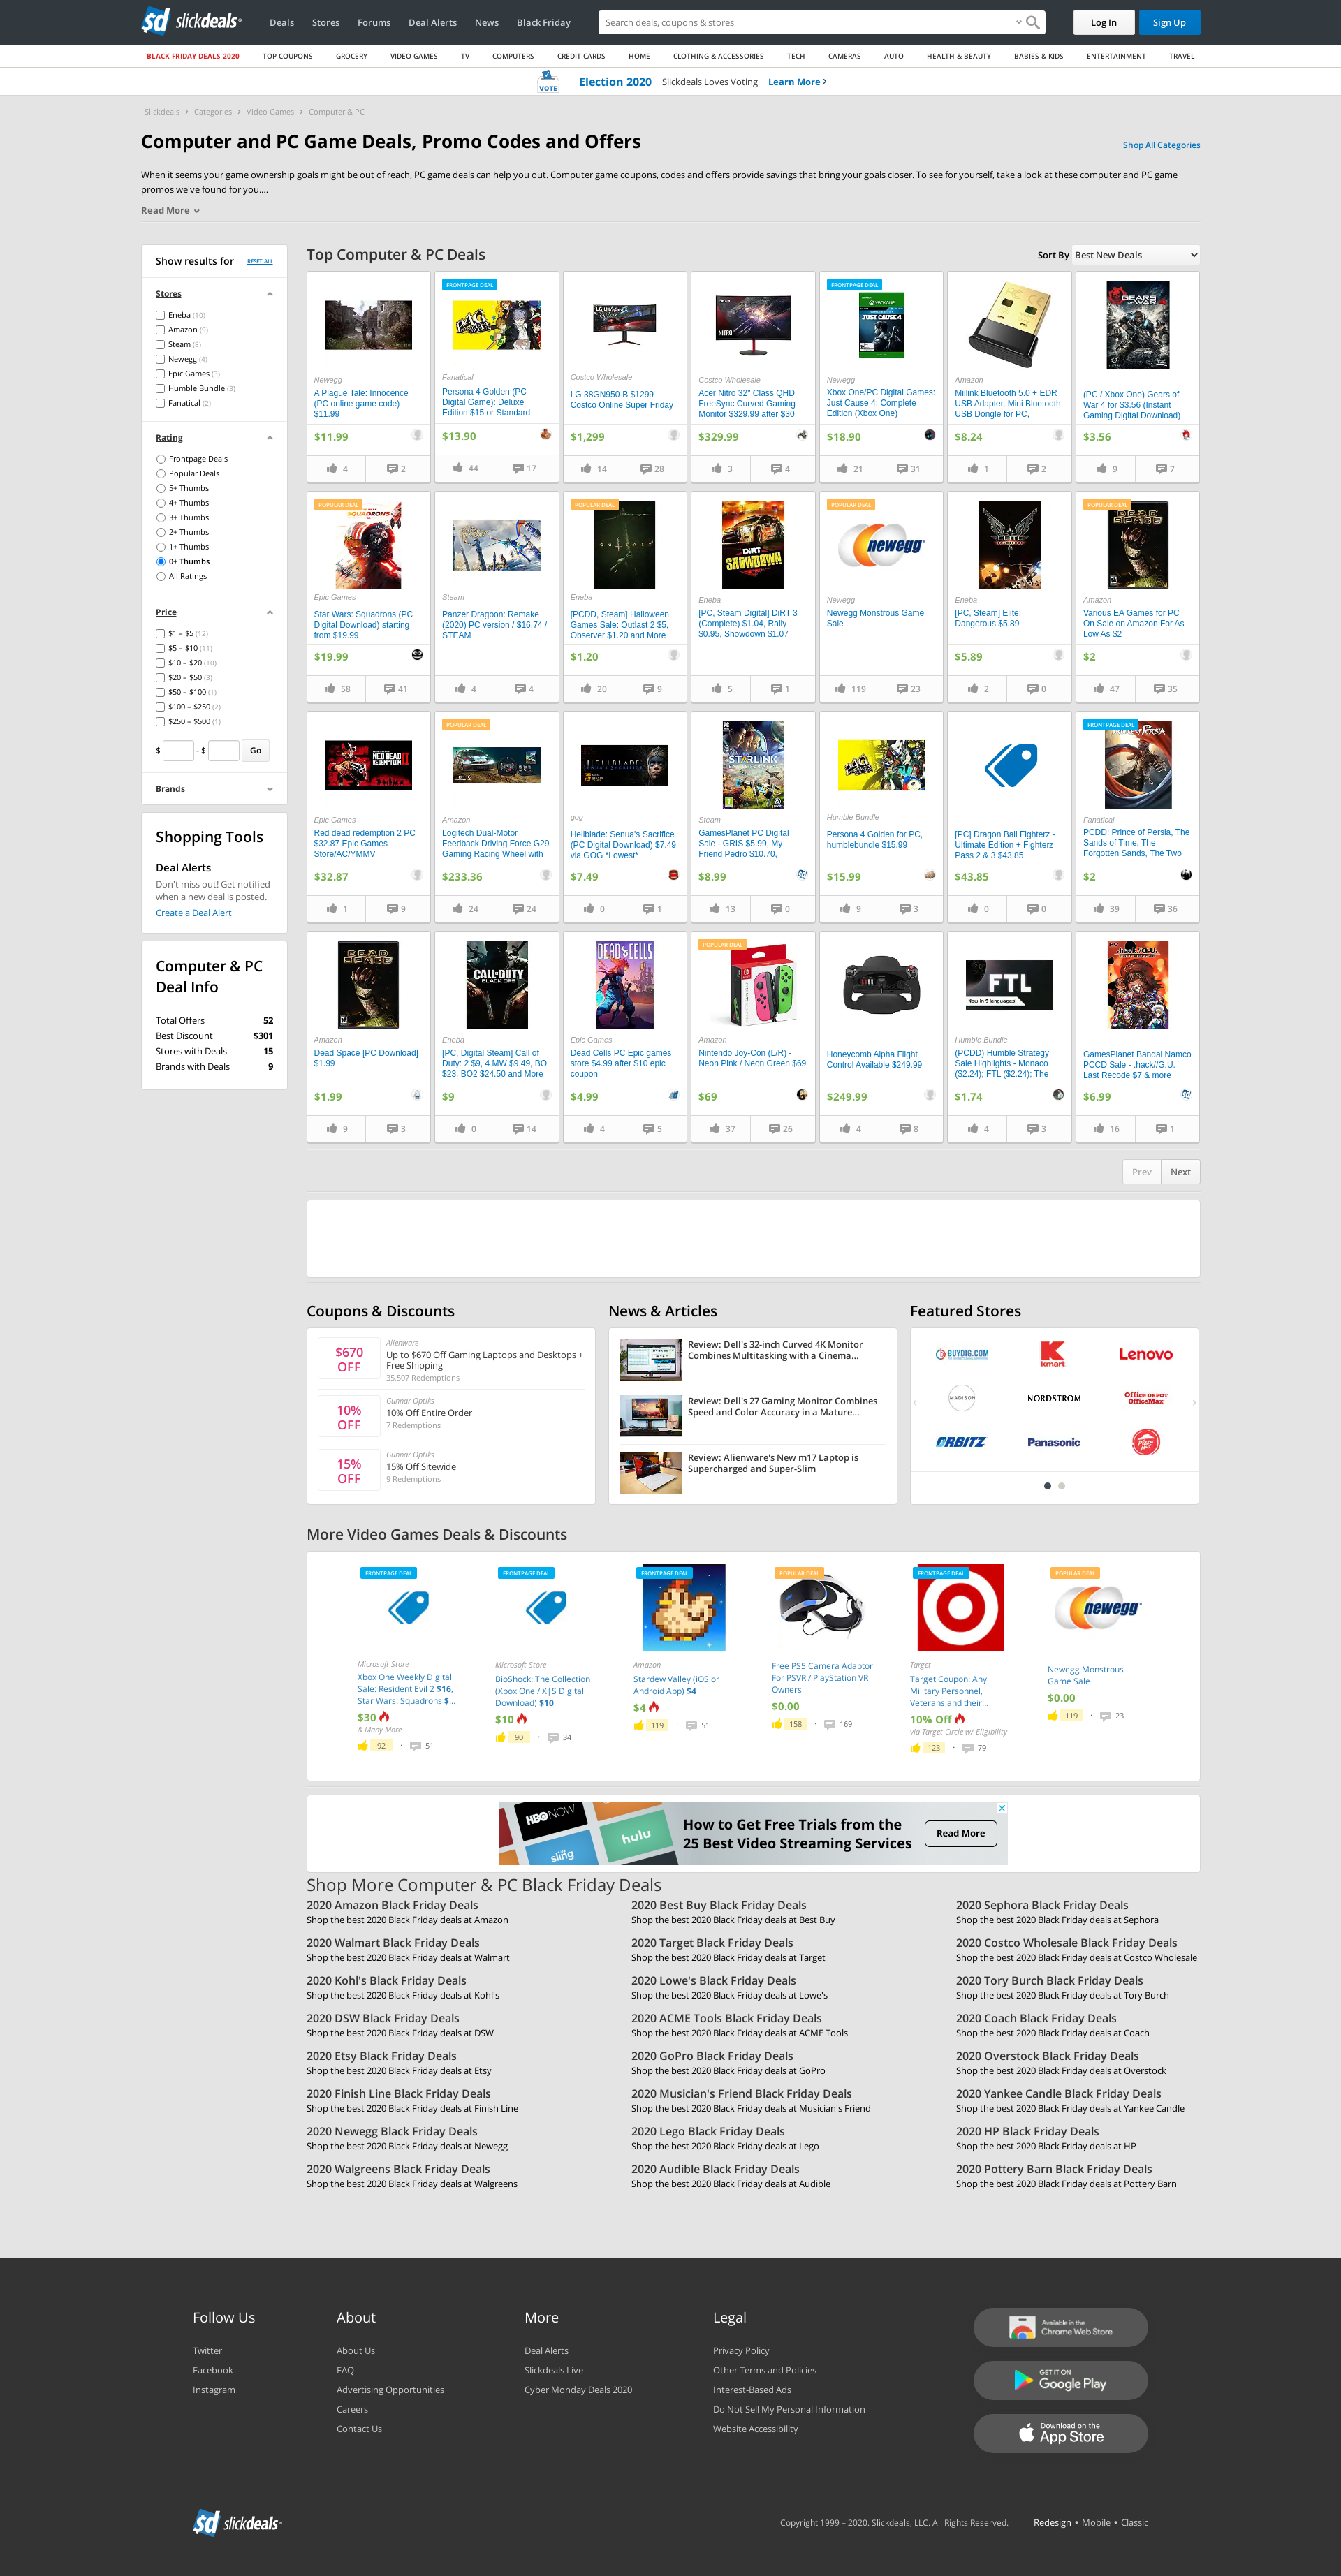 slickdeals
Deals Stores Forums Deal Alerts News Black Friday
Search deals, coupons & stores
Log In Sign Up
BLACK FRIDAY DEALS 2020 TOP COUPONS GROCERY VIDEO GAMES TV COMPUTERS CREDIT CARDS HOME CLOTHING & ACCESSORIES TECH CAMERAS AUTO HEALTH & BEAUTY BABIES & KIDS ENTERTAINMENT TRAVEL
VOTE Election 2020 Slickdeals Loves Voting Learn More ›
Slickdeals › Categories › Video Games › Computer & PC
Computer and PC Game Deals, Promo Codes and Offers
Shop All Categories
When it seems your game ownership goals might be out of reach, PC game deals can help you out. Computer game coupons, codes and offers provide savings that bring your goals closer. To see for yourself, take a look at these computer and PC game
promos we've found for you....
Read More
Show results for RESET ALL
Stores
Eneba (10)
Amazon (9)
Steam (8)
Newegg (4)
Epic Games (3)
Humble Bundle (3)
Fanatical (2)
Rating
Frontpage Deals
Popular Deals
5+ Thumbs
4+ Thumbs
3+ Thumbs
2+ Thumbs
1+ Thumbs
0+ Thumbs
All Ratings
Price
$1 – $5 (12)
$5 – $10 (11)
$10 – $20 (10)
$20 – $50 (3)
$50 – $100 (1)
$100 – $250 (2)
$250 – $500 (1)
$ - $ Go
Brands
Shopping Tools
Deal Alerts
Don't miss out! Get notified
when a new deal is posted.
Create a Deal Alert
Computer & PC
Deal Info
Total Offers 52
Best Discount $301
Stores with Deals 15
Brands with Deals 9
Top Computer & PC Deals
Sort By Best New Deals
Newegg
A Plague Tale: Innocence
(PC online game code)
$11.99
$11.99
4 2
FRONTPAGE DEAL
Fanatical
Persona 4 Golden (PC
Digital Game): Deluxe
Edition $15 or Standard
$13.90
44 17
Costco Wholesale
LG 38GN950-B $1299
Costco Online Super Friday
$1,299
14 28
acer
NITRO
Costco Wholesale
Acer Nitro 32" Class QHD
FreeSync Curved Gaming
Monitor $329.99 after $30
$329.99
3 4
FRONTPAGE DEAL
JUST CAUSE 4
Newegg
Xbox One/PC Digital Games:
Just Cause 4: Complete
Edition (Xbox One)
$18.90
21 31
Amazon
Miilink Bluetooth 5.0 + EDR
USB Adapter, Mini Bluetooth
USB Dongle for PC,
$8.24
1 2
GEARS OF WAR
(PC / Xbox One) Gears of
War 4 for $3.56 (Instant
Gaming Digital Download)
$3.56
9 7
POPULAR DEAL
SQUADRONS
Epic Games
Star Wars: Squadrons (PC
Digital Download) starting
from $19.99
$19.99
58 41
Steam
Panzer Dragoon: Remake
(2020) PC version / $16.74 /
STEAM
4 4
POPULAR DEAL
OUTLAST
Eneba
[PCDD, Steam] Halloween
Games Sale: Outlast 2 $5,
Observer $1.20 and More
$1.20
20 9
DiRT
SHOWDOWN
Eneba
[PC, Steam Digital] DiRT 3
(Complete) $1.04, Rally
$0.95, Showdown $1.07
5 1
POPULAR DEAL
newegg
Newegg
Newegg Monstrous Game
Sale
119 23
ELITE
Eneba
[PC, Steam] Elite:
Dangerous $5.89
$5.89
2 0
POPULAR DEAL
DEAD SPACE
Amazon
Various EA Games for PC
On Sale on Amazon For As
Low As $2
$2
47 35
RED DEAD
REDEMPTION II
Epic Games
Red dead redemption 2 PC
$32.87 Epic Games
Store/AC/YMMV
$32.87
1 9
POPULAR DEAL
Amazon
Logitech Dual-Motor
Feedback Driving Force G29
Gaming Racing Wheel with
$233.36
24 24
HELLBLADE
gog
Hellblade: Senua's Sacrifice
(PC Digital Download) $7.49
via GOG *Lowest*
$7.49
0 1
STARLINK
Steam
GamesPlanet PC Digital
Sale - GRIS $5.99, My
Friend Pedro $10.70,
$8.99
13 0
Humble Bundle
Persona 4 Golden for PC,
humblebundle $15.99
$15.99
9 3
[PC] Dragon Ball Fighterz -
Ultimate Edition + Fighterz
Pass 2 & 3 $43.85
$43.85
0 0
FRONTPAGE DEAL
Fanatical
PCDD: Prince of Persia, The
Sands of Time, The
Forgotten Sands, The Two
$2
39 36
DEAD SPACE
Amazon
Dead Space [PC Download]
$1.99
$1.99
9 3
CALL OF DUTY
BLACK OPS
Eneba
[PC, Digital Steam] Call of
Duty: 2 $9, 4 MW $9.49, BO
$23, BO2 $24.50 and More
$9
0 14
DEAD CELLS
Epic Games
Dead Cells PC Epic games
store $4.99 after $10 epic
coupon
$4.99
4 5
POPULAR DEAL
Amazon
Nintendo Joy-Con (L/R) -
Neon Pink / Neon Green $69
$69
37 26
Honeycomb Alpha Flight
Control Available $249.99
$249.99
4 8
FTL
Now in 9 languages!
Humble Bundle
(PCDD) Humble Strategy
Sale Highlights - Monaco
($2.24); FTL ($2.24); The
$1.74
4 3
.hack//G.U.
GamesPlanet Bandai Namco
PCCD Sale - .hack//G.U.
Last Recode $7 & more
$6.99
16 1
Prev Next
Coupons & Discounts
$670
OFF
Alienware
Up to $670 Off Gaming Laptops and Desktops +
Free Shipping
35,507 Redemptions
10%
OFF
Gunnar Optiks
10% Off Entire Order
7 Redemptions
15%
OFF
Gunnar Optiks
15% Off Sitewide
9 Redemptions
News & Articles
Review: Dell's 32-inch Curved 4K Monitor
Combines Multitasking with a Cinema...
Review: Dell's 27 Gaming Monitor Combines
Speed and Color Accuracy in a Mature...
Review: Alienware's New m17 Laptop is
Supercharged and Super-Slim
Featured Stores
BUYDIG.COM kmart Lenovo
MADISON NORDSTROM Office DEPOT OfficeMax
ORBITZ Panasonic Pizza Hut
More Video Games Deals & Discounts
FRONTPAGE DEAL
Microsoft Store
Xbox One Weekly Digital
Sale: Resident Evil 2 $16,
Star Wars: Squadrons $...
$30
& Many More
92 · 51
FRONTPAGE DEAL
Microsoft Store
BioShock: The Collection
(Xbox One / X|S Digital
Download) $10
$10
90 · 34
FRONTPAGE DEAL
Amazon
Stardew Valley (iOS or
Android App) $4
$4
119 · 51
POPULAR DEAL
Free PS5 Camera Adaptor
For PSVR / PlayStation VR
Owners
$0.00
158 · 169
FRONTPAGE DEAL
Target
Target Coupon: Any
Military Personnel,
Veterans and their...
10% Off
via Target Circle w/ Eligibility
123 · 79
POPULAR DEAL
newegg
Newegg Monstrous
Game Sale
$0.00
119 · 23
HBO NOW
hulu
sling
How to Get Free Trials from the
25 Best Video Streaming Services
Read More
Shop More Computer & PC Black Friday Deals
2020 Amazon Black Friday Deals
Shop the best 2020 Black Friday deals at Amazon
2020 Best Buy Black Friday Deals
Shop the best 2020 Black Friday deals at Best Buy
2020 Sephora Black Friday Deals
Shop the best 2020 Black Friday deals at Sephora
2020 Walmart Black Friday Deals
Shop the best 2020 Black Friday deals at Walmart
2020 Target Black Friday Deals
Shop the best 2020 Black Friday deals at Target
2020 Costco Wholesale Black Friday Deals
Shop the best 2020 Black Friday deals at Costco Wholesale
2020 Kohl's Black Friday Deals
Shop the best 2020 Black Friday deals at Kohl's
2020 Lowe's Black Friday Deals
Shop the best 2020 Black Friday deals at Lowe's
2020 Tory Burch Black Friday Deals
Shop the best 2020 Black Friday deals at Tory Burch
2020 DSW Black Friday Deals
Shop the best 2020 Black Friday deals at DSW
2020 ACME Tools Black Friday Deals
Shop the best 2020 Black Friday deals at ACME Tools
2020 Coach Black Friday Deals
Shop the best 2020 Black Friday deals at Coach
2020 Etsy Black Friday Deals
Shop the best 2020 Black Friday deals at Etsy
2020 GoPro Black Friday Deals
Shop the best 2020 Black Friday deals at GoPro
2020 Overstock Black Friday Deals
Shop the best 2020 Black Friday deals at Overstock
2020 Finish Line Black Friday Deals
Shop the best 2020 Black Friday deals at Finish Line
2020 Musician's Friend Black Friday Deals
Shop the best 2020 Black Friday deals at Musician's Friend
2020 Yankee Candle Black Friday Deals
Shop the best 2020 Black Friday deals at Yankee Candle
2020 Newegg Black Friday Deals
Shop the best 2020 Black Friday deals at Newegg
2020 Lego Black Friday Deals
Shop the best 2020 Black Friday deals at Lego
2020 HP Black Friday Deals
Shop the best 2020 Black Friday deals at HP
2020 Walgreens Black Friday Deals
Shop the best 2020 Black Friday deals at Walgreens
2020 Audible Black Friday Deals
Shop the best 2020 Black Friday deals at Audible
2020 Pottery Barn Black Friday Deals
Shop the best 2020 Black Friday deals at Pottery Barn
Follow Us
Twitter
Facebook
Instagram
About
About Us
FAQ
Advertising Opportunities
Careers
Contact Us
More
Deal Alerts
Slickdeals Live
Cyber Monday Deals 2020
Legal
Privacy Policy
Other Terms and Policies
Interest-Based Ads
Do Not Sell My Personal Information
Website Accessibility
Available in the
Chrome Web Store
GET IT ON
Google Play
Download on the
App Store
slickdeals
Copyright 1999 – 2020. Slickdeals, LLC. All Rights Reserved. Redesign • Mobile • Classic